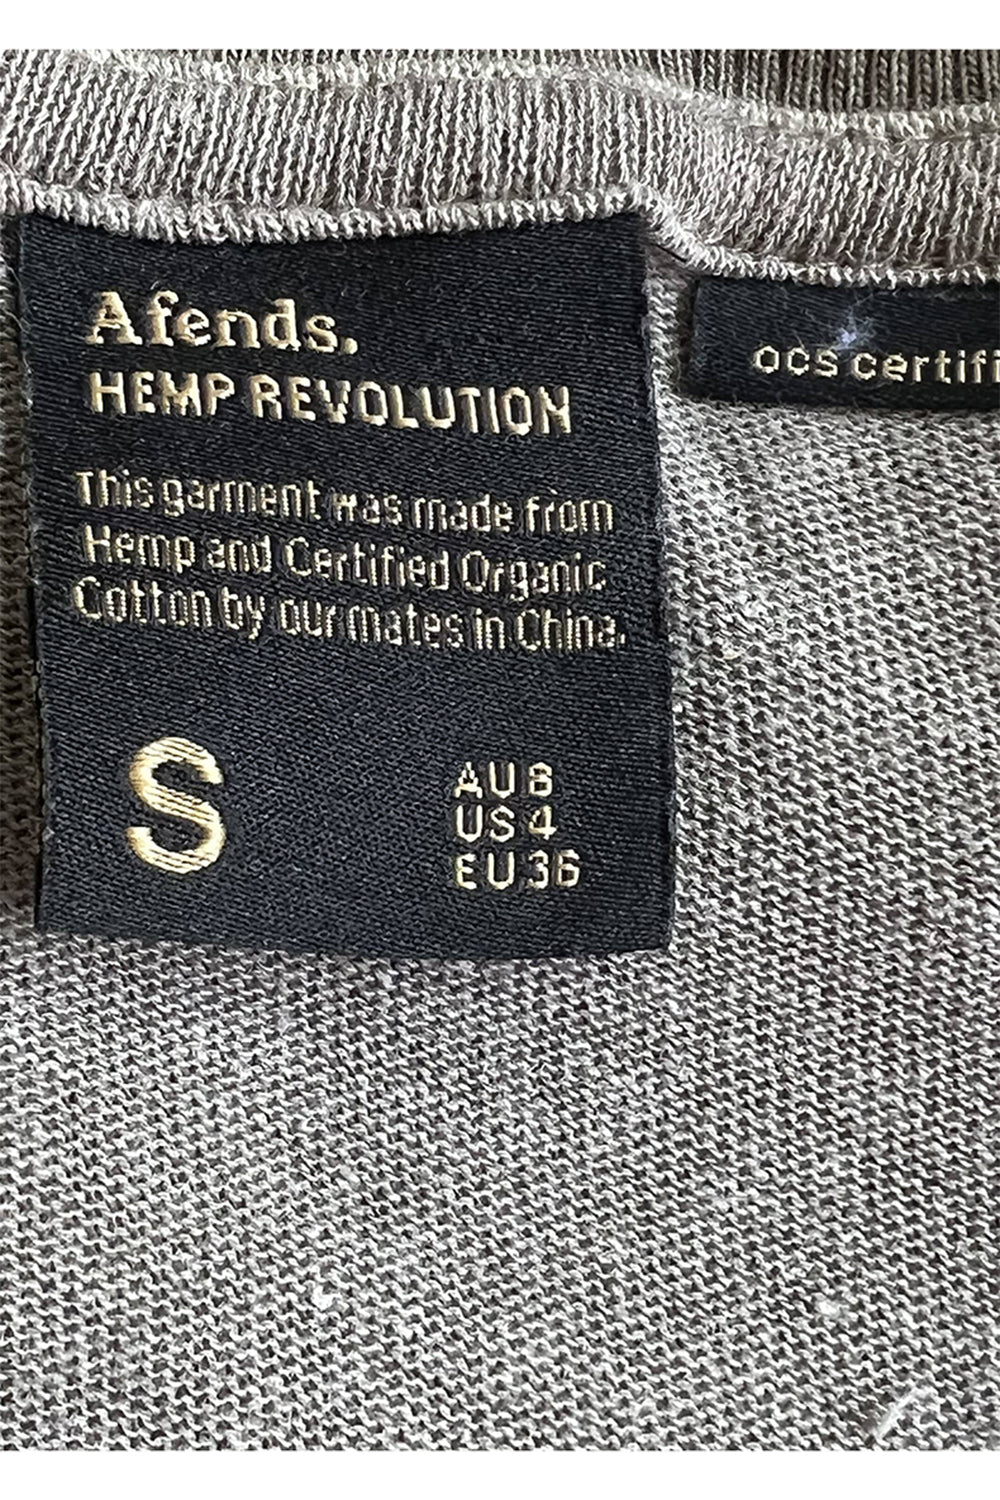 Afends.
HEMP REVOLUTION
This garment was made from
Hemp and Certified Organic
Cotton by our mates in China.
S
AU 8
US 4
EU 36
ocs certifi